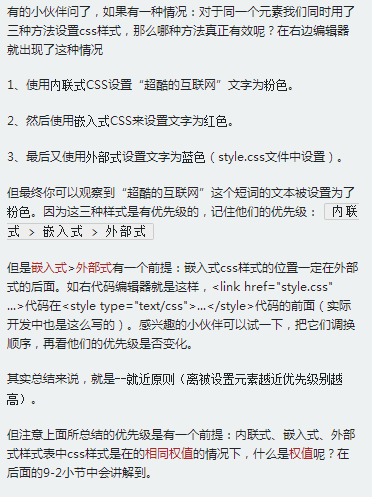 有的小伙伴问了，如果有一种情况：对于同一个元素我们同时用了
三种方法设置css样式，那么哪种方法真正有效呢？在右边编辑器
就出现了这种情况
1、使用内联式CSS设置“超酷的互联网”文字为粉色。
2、然后使用嵌入式CSS来设置文字为红色。
3、最后又使用外部式设置文字为蓝色（style.css文件中设置）。
但最终你可以观察到“超酷的互联网”这个短词的文本被设置为了
粉色。因为这三种样式是有优先级的，记住他们的优先级： 内联
式 > 嵌入式 > 外部式
但是嵌入式>外部式有一个前提：嵌入式css样式的位置一定在外部
式的后面。如右代码编辑器就是这样，<link href="style.css"
...>代码在<style type="text/css">...</style>代码的前面（实际
开发中也是这么写的）。感兴趣的小伙伴可以试一下，把它们调换
顺序，再看他们的优先级是否变化。
其实总结来说，就是--就近原则（离被设置元素越近优先级别越
高）。
但注意上面所总结的优先级是有一个前提：内联式、嵌入式、外部
式样式表中css样式是在的相同权值的情况下，什么是权值呢？在
后面的9-2小节中会讲解到。